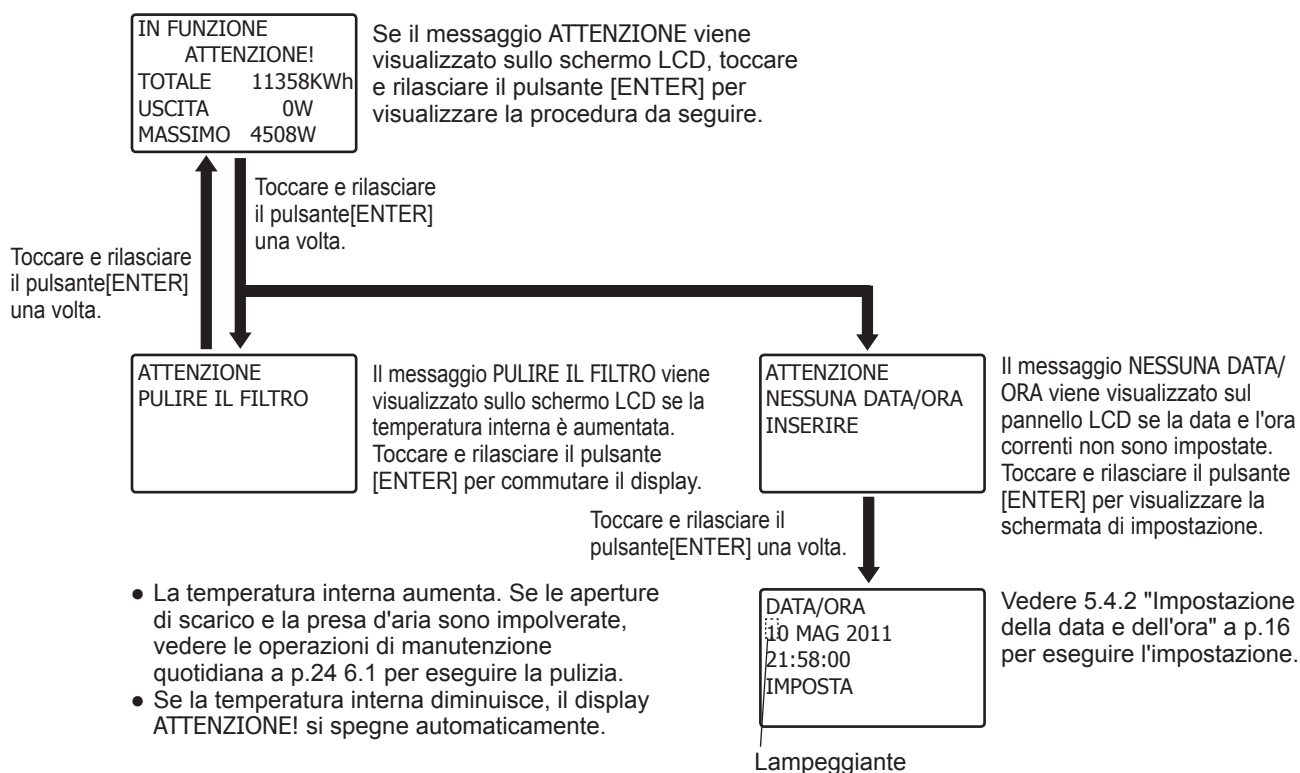 IN FUNZIONE
ATTENZIONE!
TOTALE 11358KWh
USCITA 0W
MASSIMO 4508W
Se il messaggio ATTENZIONE viene
visualizzato sullo schermo LCD, toccare
e rilasciare il pulsante [ENTER] per
visualizzare la procedura da seguire.
Toccare e rilasciare
il pulsante[ENTER]
una volta.
Toccare e rilasciare
il pulsante[ENTER]
una volta.
ATTENZIONE
PULIRE IL FILTRO
Il messaggio PULIRE IL FILTRO viene
visualizzato sullo schermo LCD se la
temperatura interna è aumentata.
Toccare e rilasciare il pulsante
[ENTER] per commutare il display.
ATTENZIONE
NESSUNA DATA/ORA
INSERIRE
Il messaggio NESSUNA DATA/
ORA viene visualizzato sul
pannello LCD se la data e l'ora
correnti non sono impostate.
Toccare e rilasciare il pulsante
[ENTER] per visualizzare la
schermata di impostazione.
Toccare e rilasciare il
pulsante[ENTER] una volta.
● La temperatura interna aumenta. Se le aperture
di scarico e la presa d'aria sono impolverate,
vedere le operazioni di manutenzione
quotidiana a p.24 6.1 per eseguire la pulizia.
● Se la temperatura interna diminuisce, il display
ATTENZIONE! si spegne automaticamente.
DATA/ORA
10 MAG 2011
21:58:00
IMPOSTA
Vedere 5.4.2 "Impostazione
della data e dell'ora" a p.16
per eseguire l'impostazione.
Lampeggiante